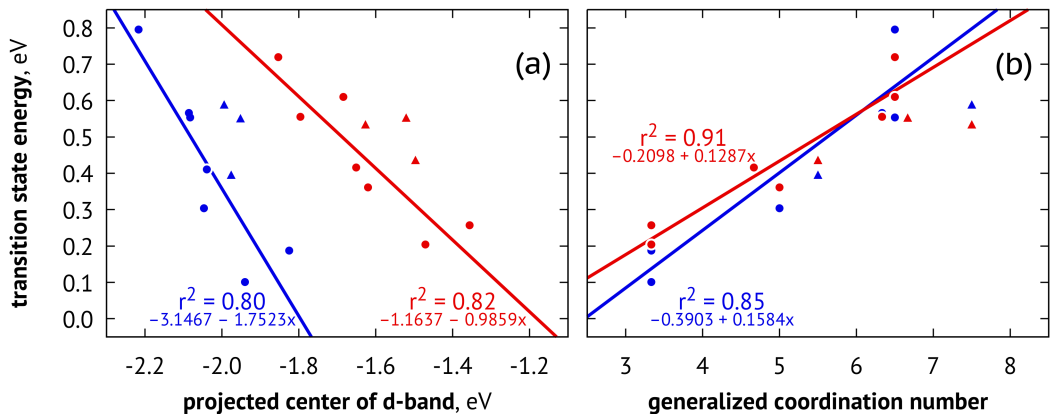 transition state energy, eV
0.8
0.7
0.6
0.5
0.4
0.3
0.2
0.1
0.0
(a)
r² = 0.80
−3.1467 − 1.7523x
r² = 0.82
−1.1637 − 0.9859x
-2.2
-2.0
-1.8
-1.6
-1.4
-1.2
projected center of d-band, eV
(b)
r² = 0.91
−0.2098 + 0.1287x
r² = 0.85
−0.3903 + 0.1584x
3
4
5
6
7
8
generalized coordination number